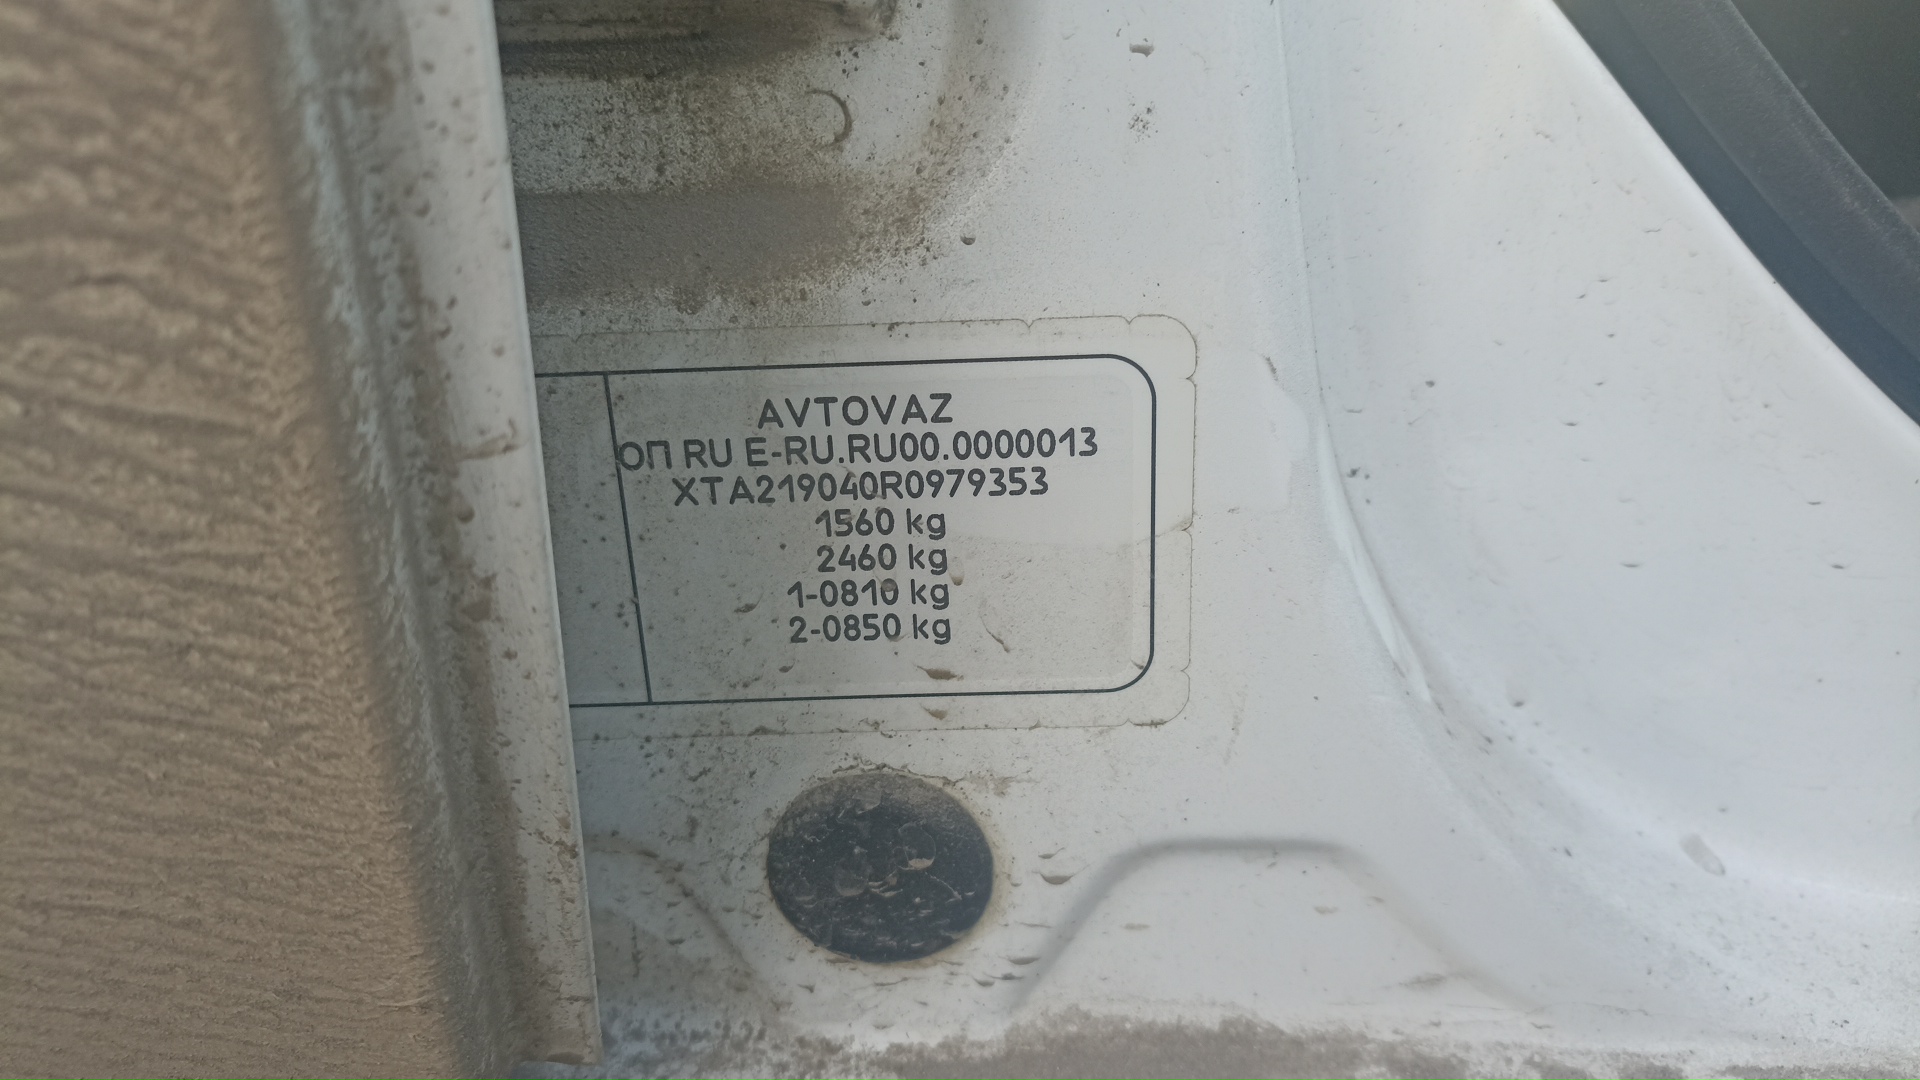 AVTOVAZ
ОП RU E-RU.RU00.0000013
XTA219040R0979353
1560 kg
2460 kg
1-0810 kg
2-0850 kg